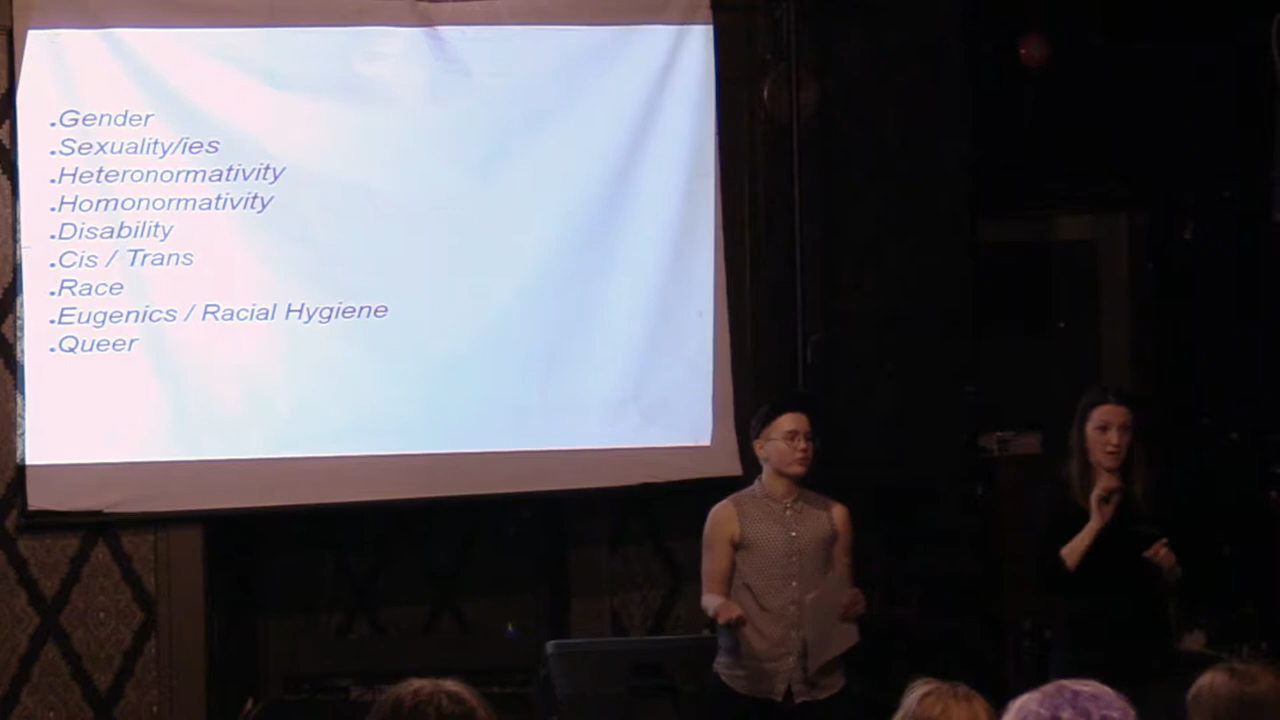 .Gender
.Sexuality/ies
.Heteronormativity
.Homonormativity
.Disability
.Cis / Trans
.Race
.Eugenics / Racial Hygiene
.Queer